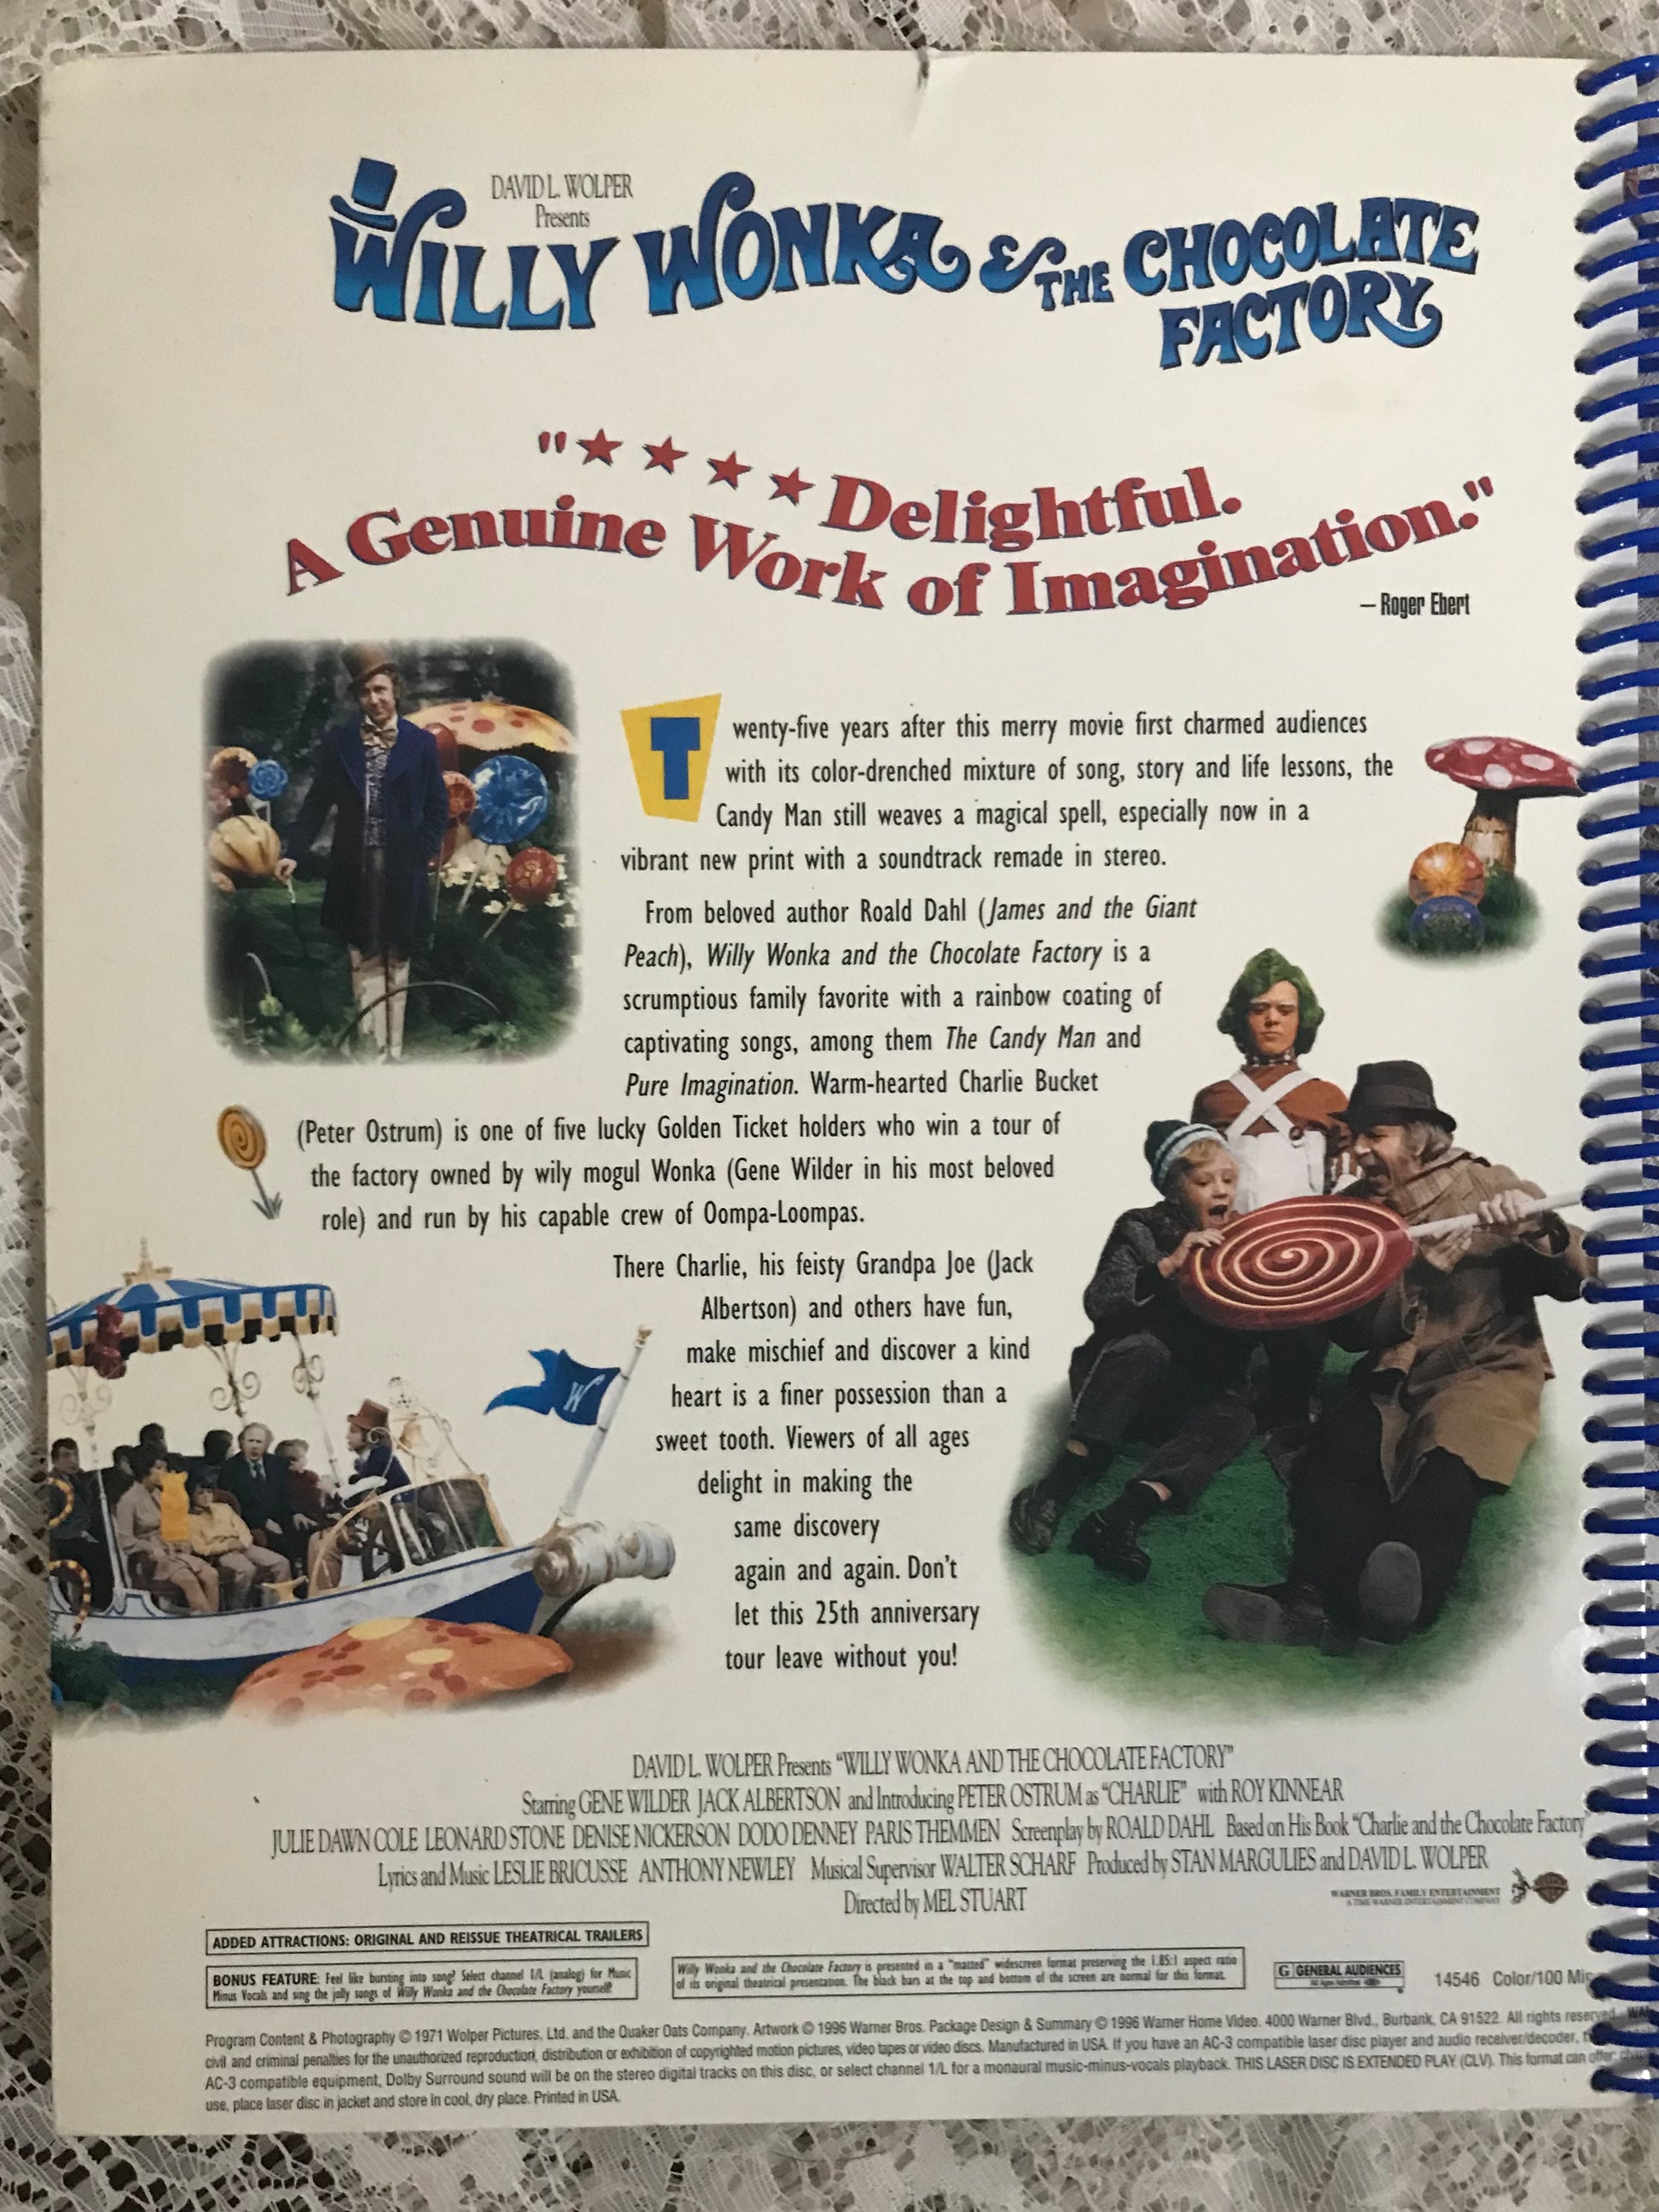 DAVID L. WOLPER
Presents
WILLY WONKA & THE CHOCOLATE
FACTORY
"★ ★ ★ ★ Delightful.
A Genuine Work of Imagination."
– Roger Ebert
Twenty-five years after this merry movie first charmed audiences
with its color-drenched mixture of song, story and life lessons, the
Candy Man still weaves a magical spell, especially now in a
vibrant new print with a soundtrack remade in stereo.
From beloved author Roald Dahl (James and the Giant
Peach), Willy Wonka and the Chocolate Factory is a
scrumptious family favorite with a rainbow coating of
captivating songs, among them The Candy Man and
Pure Imagination. Warm-hearted Charlie Bucket
(Peter Ostrum) is one of five lucky Golden Ticket holders who win a tour of
the factory owned by wily mogul Wonka (Gene Wilder in his most beloved
role) and run by his capable crew of Oompa-Loompas.
There Charlie, his feisty Grandpa Joe (Jack
Albertson) and others have fun,
make mischief and discover a kind
heart is a finer possession than a
sweet tooth. Viewers of all ages
delight in making the
same discovery
again and again. Don't
let this 25th anniversary
tour leave without you!
W
DAVID L. WOLPER Presents "WILLY WONKA AND THE CHOCOLATE FACTORY"
Starring GENE WILDER JACK ALBERTSON and Introducing PETER OSTRUM as "CHARLIE" with ROY KINNEAR
JULIE DAWN COLE LEONARD STONE DENISE NICKERSON DODO DENNEY PARIS THEMMEN Screenplay by ROALD DAHL Based on His Book "Charlie and the Chocolate Factory"
Lyrics and Music LESLIE BRICUSSE ANTHONY NEWLEY Musical Supervisor WALTER SCHARF Produced by STAN MARGULIES and DAVID L. WOLPER
Directed by MEL STUART
WARNER BROS. FAMILY ENTERTAINMENT
A TIME WARNER ENTERTAINMENT COMPANY
ADDED ATTRACTIONS: ORIGINAL AND REISSUE THEATRICAL TRAILERS
BONUS FEATURE: Feel like bursting into song? Select channel 1/L (analog) for Music
Minus Vocals and sing the jolly songs of Willy Wonka and the Chocolate Factory yourself!
Willy Wonka and the Chocolate Factory is presented in a "matted" widescreen format preserving the 1.85:1 aspect ratio
of its original theatrical presentation. The black bars at the top and bottom of the screen are normal for this format.
G GENERAL AUDIENCES
All Ages Admitted
14546 Color/100 Min
Program Content & Photography © 1971 Wolper Pictures, Ltd. and the Quaker Oats Company. Artwork © 1996 Warner Bros. Package Design & Summary © 1996 Warner Home Video. 4000 Warner Blvd., Burbank, CA 91522. All rights reserved.
civil and criminal penalties for the unauthorized reproduction, distribution or exhibition of copyrighted motion pictures, video tapes or video discs. Manufactured in USA. If you have an AC-3 compatible laser disc player and audio receiver/decoder,
AC-3 compatible equipment, Dolby Surround sound will be on the stereo digital tracks on this disc, or select channel 1/L for a monaural music-minus-vocals playback. THIS LASER DISC IS EXTENDED PLAY (CLV). This format can offer
use, place laser disc in jacket and store in cool, dry place. Printed in USA.